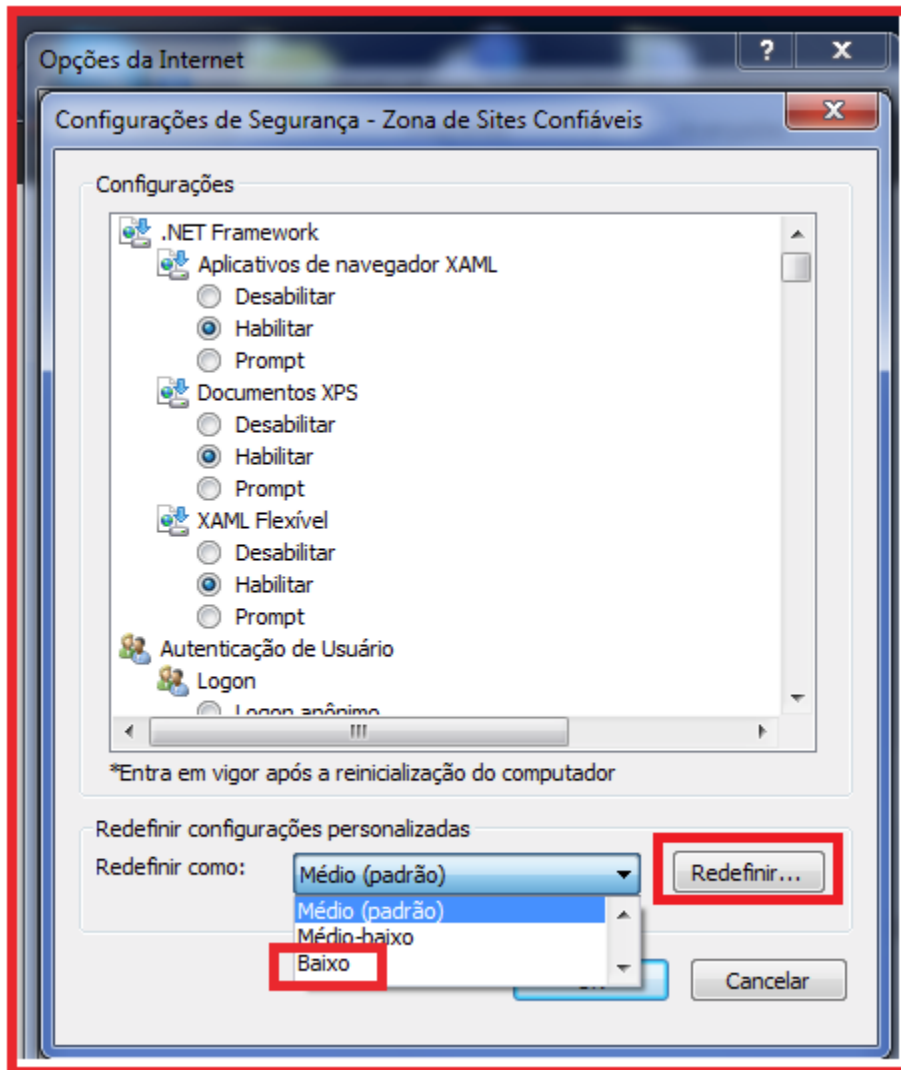 Opções da Internet
?
x
Configurações de Segurança - Zona de Sites Confiáveis
x
Configurações
.NET Framework
Aplicativos de navegador XAML
Desabilitar
Habilitar
Prompt
Documentos XPS
Desabilitar
Habilitar
Prompt
XAML Flexível
Desabilitar
Habilitar
Prompt
Autenticação de Usuário
Logon
Logon anônimo
*Entra em vigor após a reinicialização do computador
Redefinir configurações personalizadas
Redefinir como:
Médio (padrão)
Redefinir...
Médio (padrão)
Médio-baixo
Baixo
Cancelar